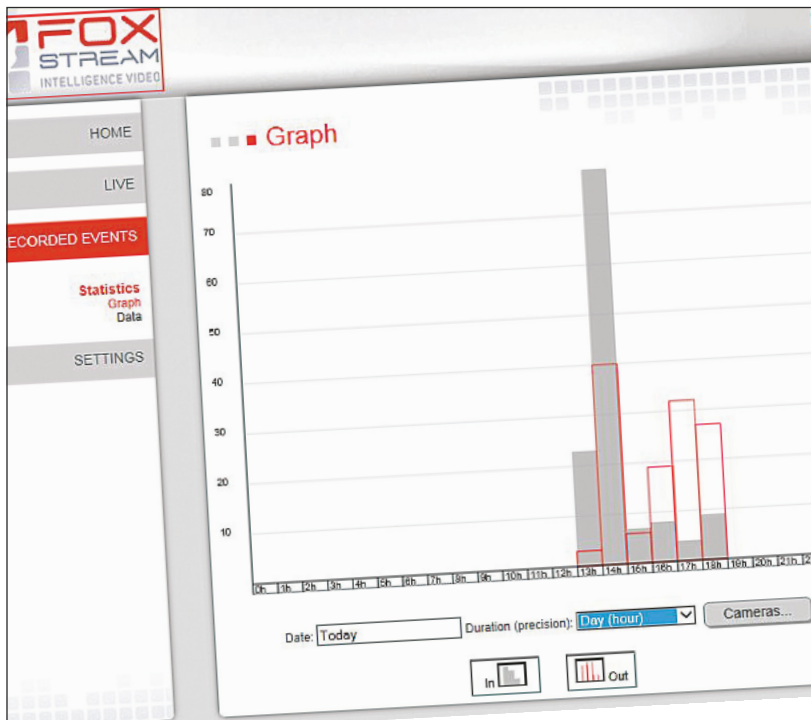 FOX
STREAM
INTELLIGENCE VIDEO
HOME
LIVE
ECORDED EVENTS
Statistics
Graph
Data
SETTINGS
Graph
80
70
60
50
40
30
20
10
0h 1h 2h 3h 4h 5h 6h 7h 8h 9h 10h 11h 12h 13h 14h 15h 16h 17h 18h 19h 20h 21h 2
Date: Today Duration (precision): Day (hour) Cameras...
In Out